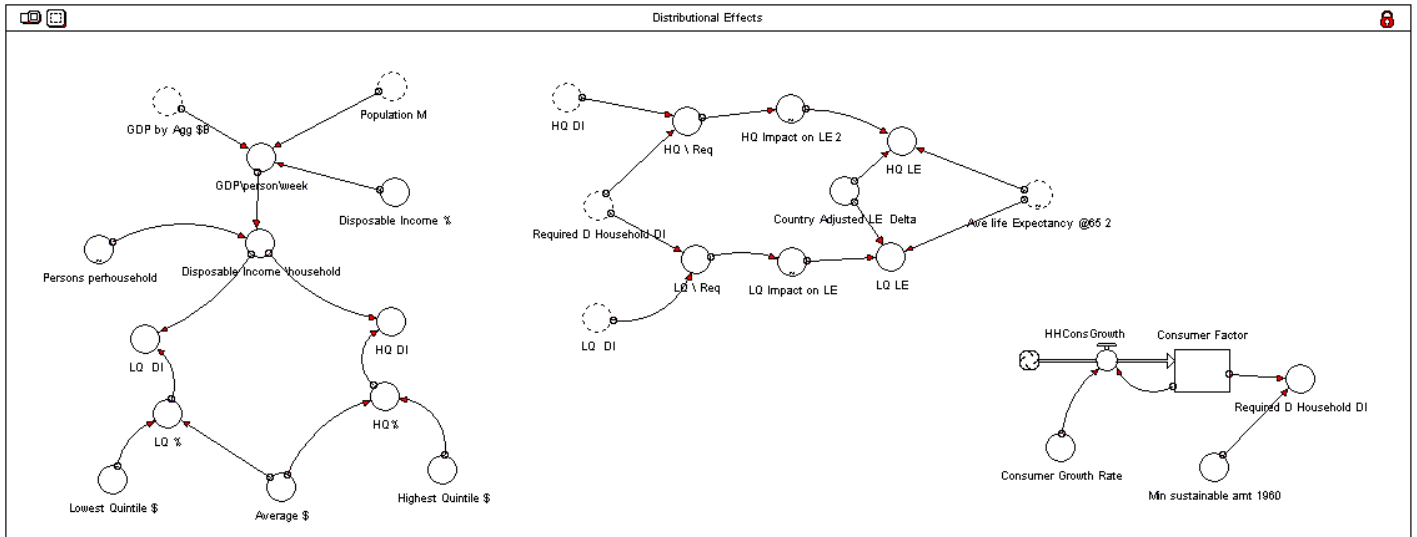 Distributional Effects
GDP by Agg $B
Population M
GDP\person\week
Disposable Income %
Persons perhousehold
Disposable Income \household
LQ DI
HQ DI
LQ %
HQ%
Lowest Quintile $
Average $
Highest Quintile $
HQ DI
HQ \ Req
HQ Impact on LE 2
HQ LE
Required D Household DI
Country Adjusted LE Delta
Ave life Expectancy @65 2
LQ \ Req
LQ Impact on LE
LQ LE
LQ DI
HHConsGrowth
Consumer Factor
Required D Household DI
Consumer Growth Rate
Min sustainable amt 1960